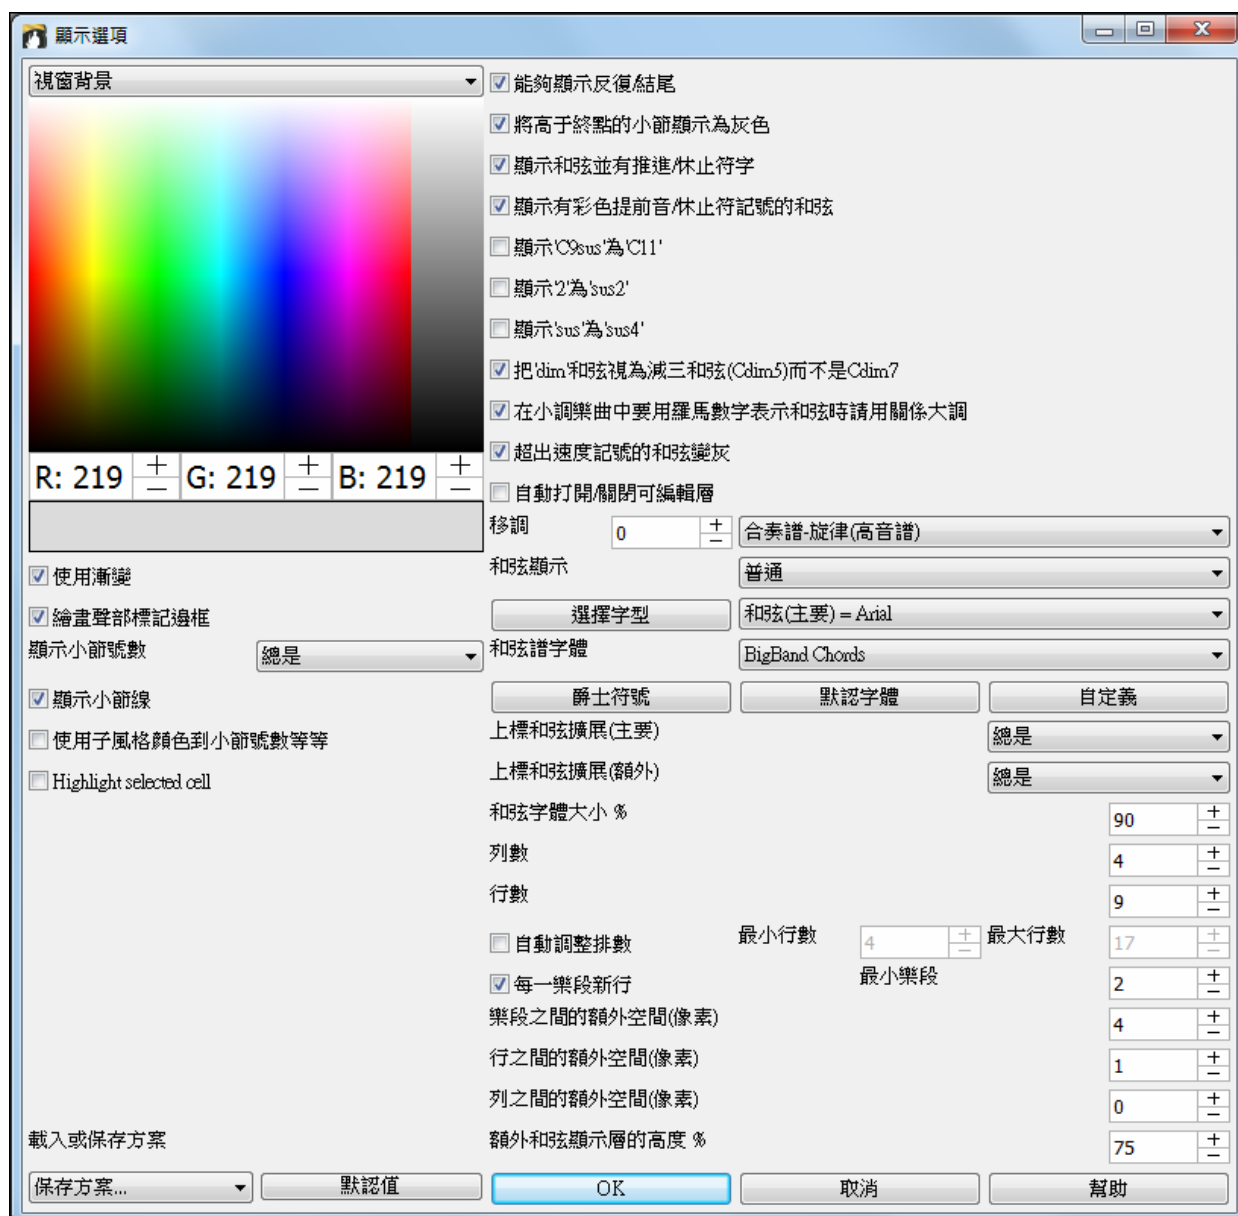 顯示選項
視窗背景
R: 219 G: 219 B: 219
使用漸變
繪畫聲部標記邊框
顯示小節號數 總是
顯示小節線
使用子風格顏色到小節號數等等
Highlight selected cell
載入或保存方案
保存方案... 默認值
能夠顯示反復/結尾
將高于終點的小節顯示為灰色
顯示和弦並有推進/休止符字
顯示有彩色提前音/休止符記號的和弦
顯示'C9sus'為'C11'
顯示'2'為'sus2'
顯示'sus'為'sus4'
把'dim'和弦視為減三和弦(Cdim5)而不是Cdim7
在小調樂曲中要用羅馬數字表示和弦時請用關係大調
超出速度記號的和弦變灰
自動打開/關閉可編輯層
移調 0 合奏譜-旋律(高音譜)
和弦顯示 普通
選擇字型 和弦(主要) = Arial
和弦譜字體 BigBand Chords
爵士符號 默認字體 自定義
上標和弦擴展(主要) 總是
上標和弦擴展(額外) 總是
和弦字體大小 % 90
列數 4
行數 9
自動調整排數 最小行數 4 最大行數 17
每一樂段新行 最小樂段 2
樂段之間的額外空間(像素) 4
行之間的額外空間(像素) 1
列之間的額外空間(像素) 0
額外和弦顯示層的高度 % 75
OK 取消 幫助